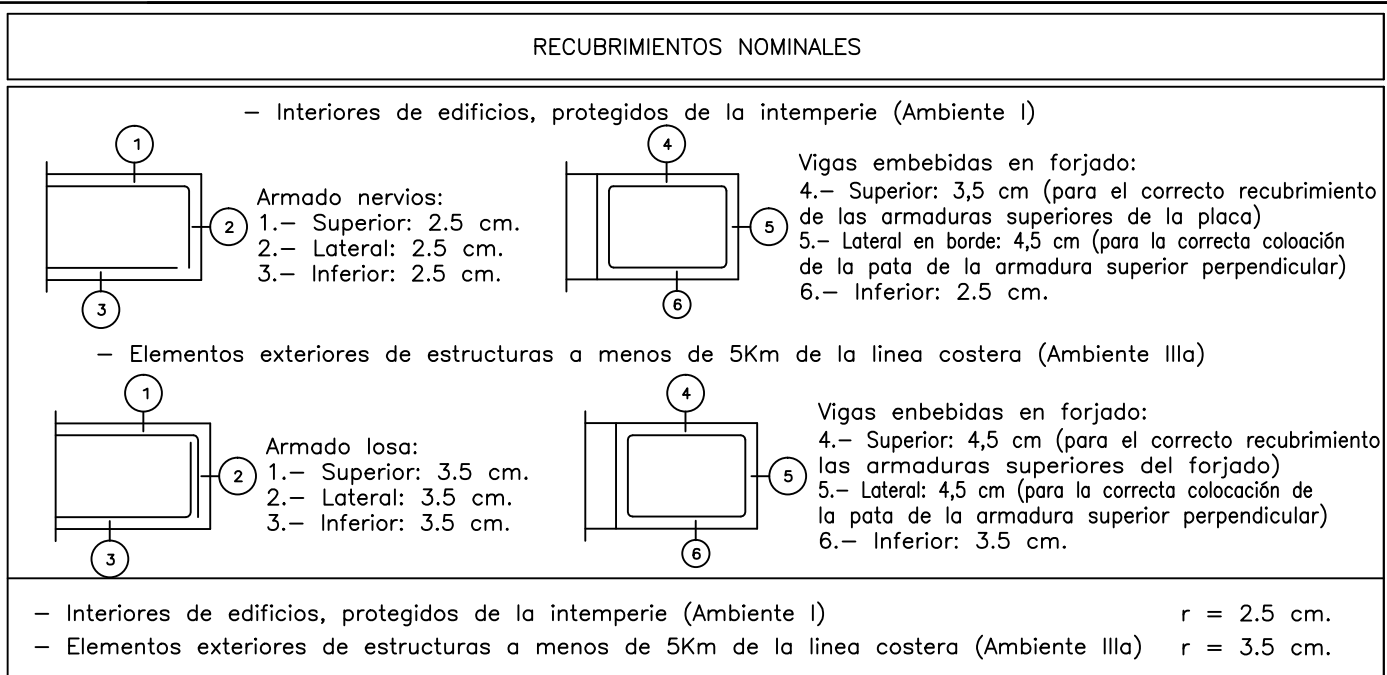 RECUBRIMIENTOS NOMINALES
– Interiores de edificios, protegidos de la intemperie (Ambiente I)
1
2
3
Armado nervios:
1.– Superior: 2.5 cm.
2.– Lateral: 2.5 cm.
3.– Inferior: 2.5 cm.
4
5
6
Vigas embebidas en forjado:
4.– Superior: 3,5 cm (para el correcto recubrimiento
de las armaduras superiores de la placa)
5.– Lateral en borde: 4,5 cm (para la correcta coloación
de la pata de la armadura superior perpendicular)
6.– Inferior: 2.5 cm.
– Elementos exteriores de estructuras a menos de 5Km de la linea costera (Ambiente IIIa)
1
2
3
Armado losa:
1.– Superior: 3.5 cm.
2.– Lateral: 3.5 cm.
3.– Inferior: 3.5 cm.
4
5
6
Vigas enbebidas en forjado:
4.– Superior: 4,5 cm (para el correcto recubrimiento
las armaduras superiores del forjado)
5.– Lateral: 4,5 cm (para la correcta colocación de
la pata de la armadura superior perpendicular)
6.– Inferior: 3.5 cm.
– Interiores de edificios, protegidos de la intemperie (Ambiente I) r = 2.5 cm.
– Elementos exteriores de estructuras a menos de 5Km de la linea costera (Ambiente IIIa) r = 3.5 cm.